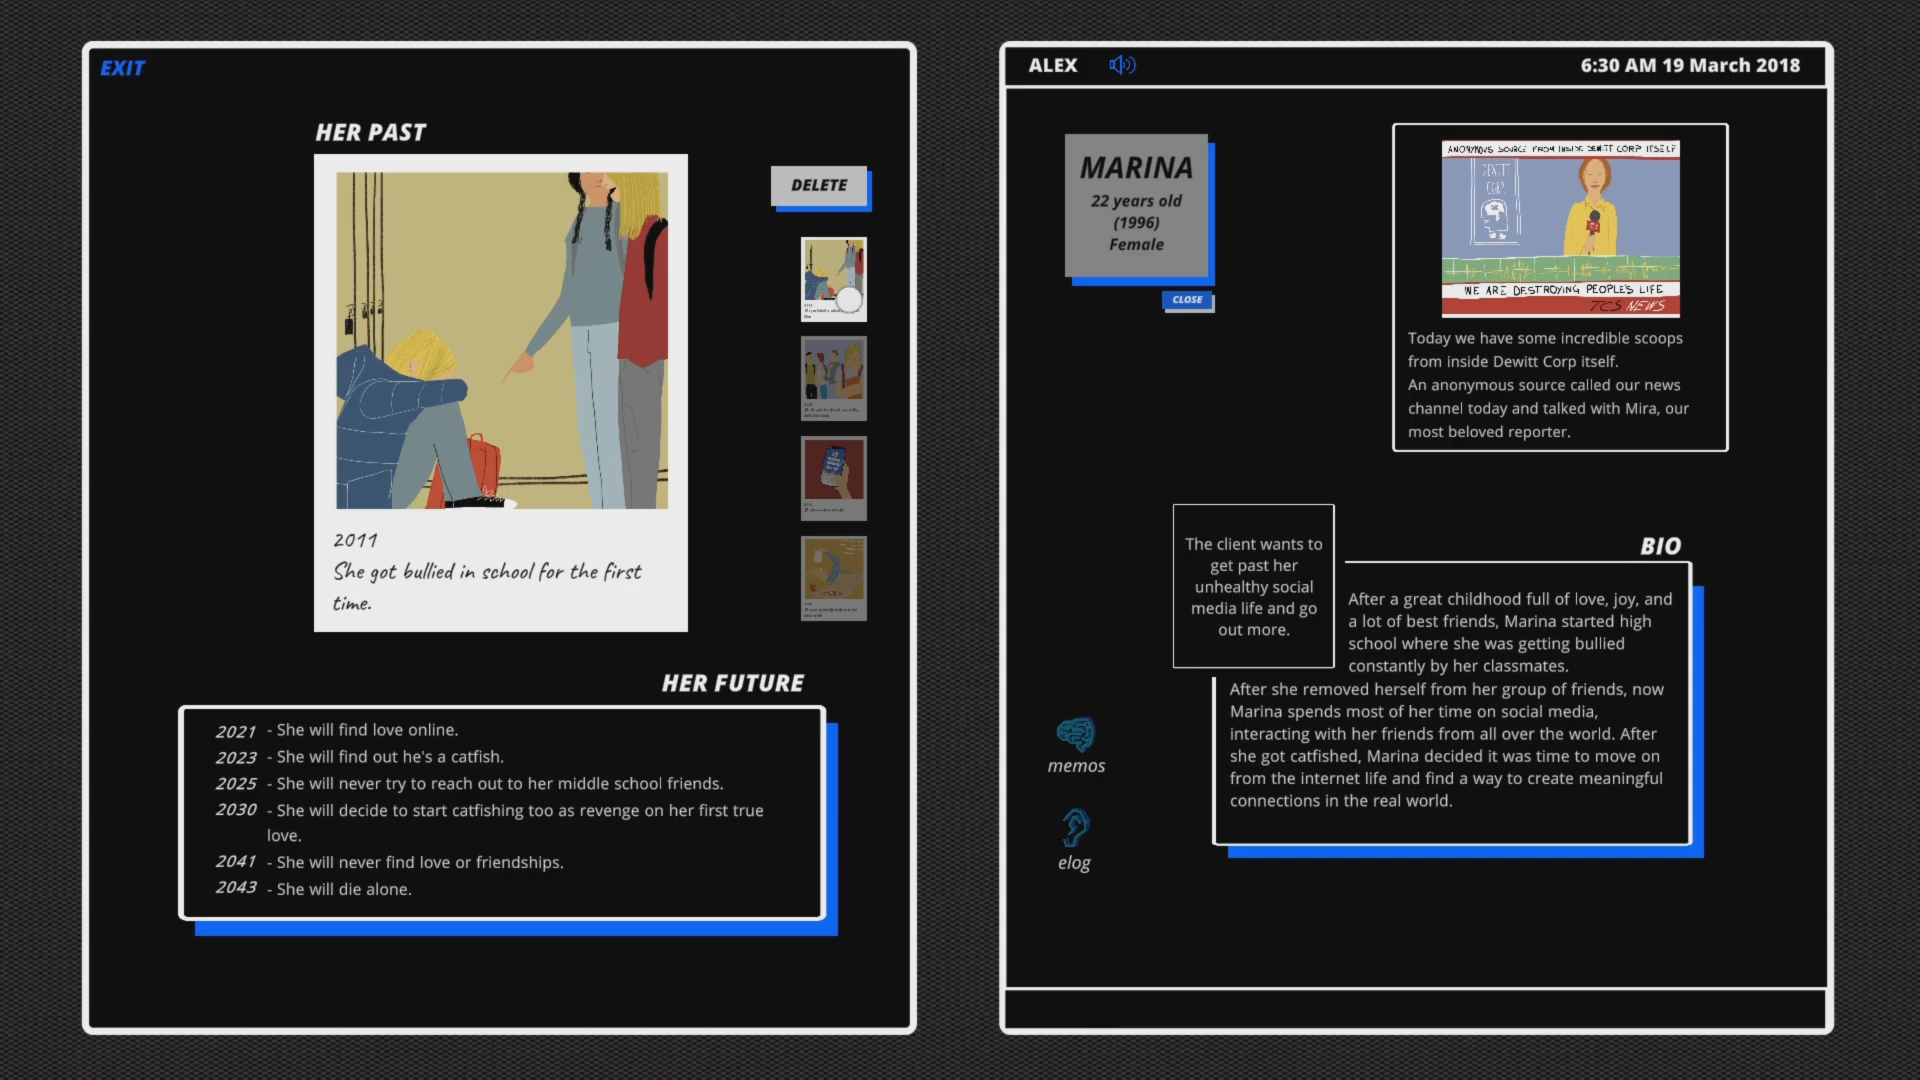 EXIT
HER PAST
DELETE
2011
She got bullied in school for the first
time.
HER FUTURE
2021 - She will find love online.
2023 - She will find out he's a catfish.
2025 - She will never try to reach out to her middle school friends.
2030 - She will decide to start catfishing too as revenge on her first true
love.
2041 - She will never find love or friendships.
2043 - She will die alone.
ALEX
6:30 AM 19 March 2018
MARINA
22 years old
(1996)
Female
CLOSE
ANONYMOUS SOURCE FROM INSIDE DEWITT CORP ITSELF
DEWITT
CORP
WE ARE DESTROYING PEOPLE'S LIFE
TCS NEWS
Today we have some incredible scoops
from inside Dewitt Corp itself.
An anonymous source called our news
channel today and talked with Mira, our
most beloved reporter.
The client wants to
get past her
unhealthy social
media life and go
out more.
BIO
After a great childhood full of love, joy, and
a lot of best friends, Marina started high
school where she was getting bullied
constantly by her classmates.
After she removed herself from her group of friends, now
Marina spends most of her time on social media,
interacting with her friends from all over the world. After
she got catfished, Marina decided it was time to move on
from the internet life and find a way to create meaningful
connections in the real world.
memos
elog